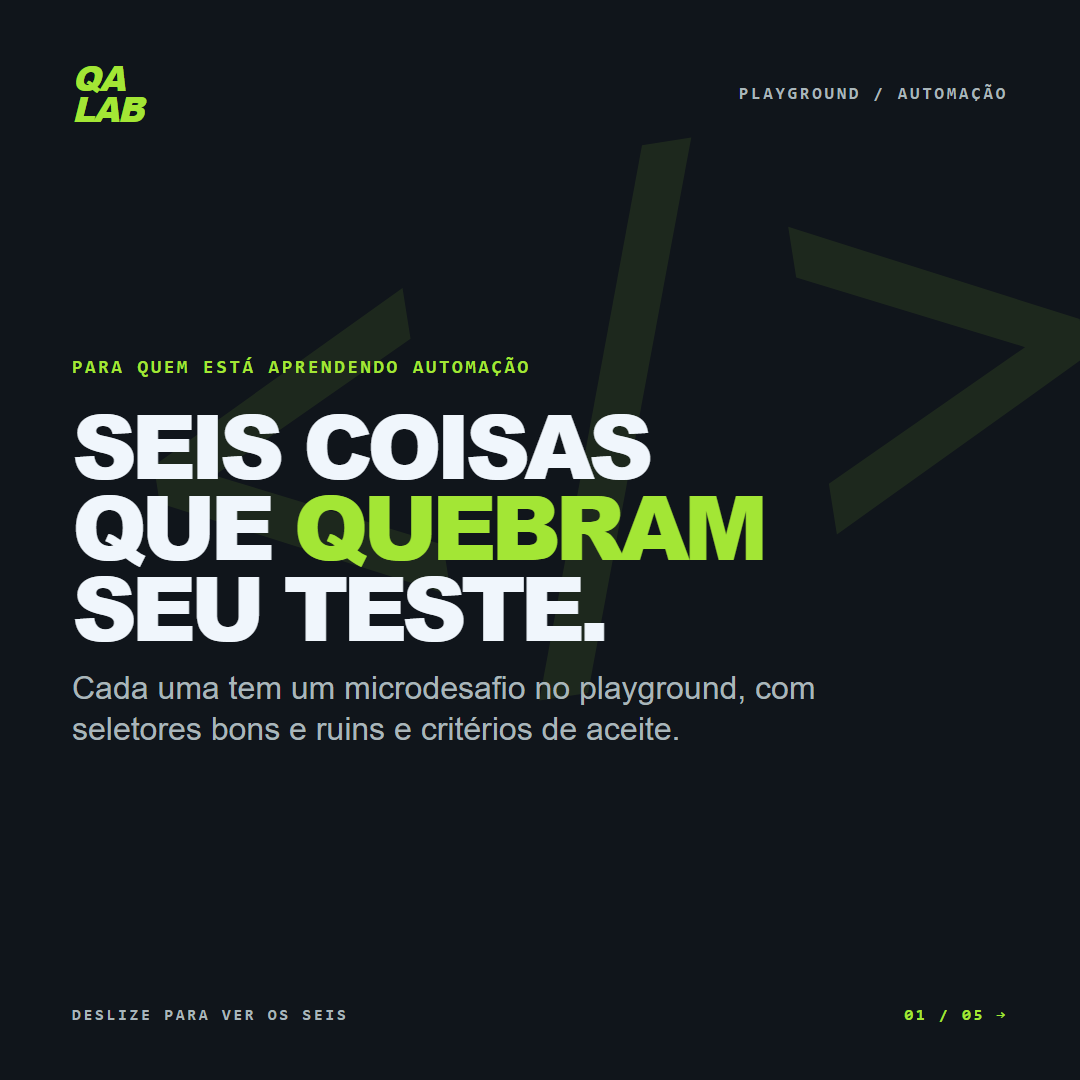 QA
LAB
PLAYGROUND / AUTOMAÇÃO
</>
PARA QUEM ESTÁ APRENDENDO AUTOMAÇÃO
SEIS COISAS
QUE QUEBRAM
SEU TESTE.
Cada uma tem um microdesafio no playground, com
seletores bons e ruins e critérios de aceite.
DESLIZE PARA VER OS SEIS
01 / 05 →